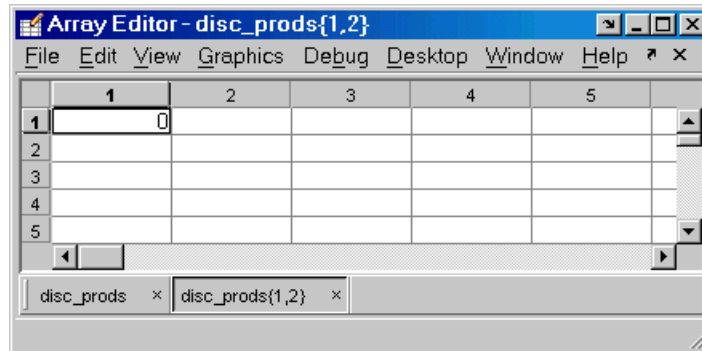 Array Editor - disc_prods{1,2}
File Edit View Graphics Debug Desktop Window Help
1 2 3 4 5
1 0
2
3
4
5
disc_prods × disc_prods{1,2} ×